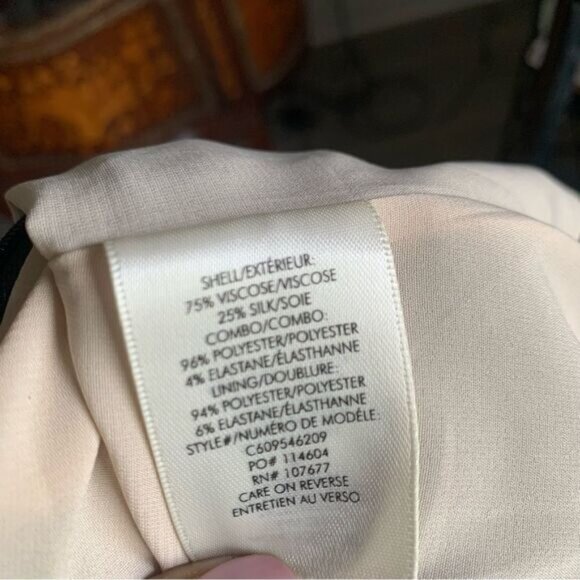 SHELL/EXTÉRIEUR:
75% VISCOSE/VISCOSE
25% SILK/SOIE
COMBO/COMBO:
96% POLYESTER/POLYESTER
4% ELASTANE/ÉLASTHANNE
LINING/DOUBLURE:
94% POLYESTER/POLYESTER
6% ELASTANE/ÉLASTHANNE
STYLE#/NUMÉRO DE MODÈLE:
C609546209
PO# 114604
RN# 107677
CARE ON REVERSE
ENTRETIEN AU VERSO